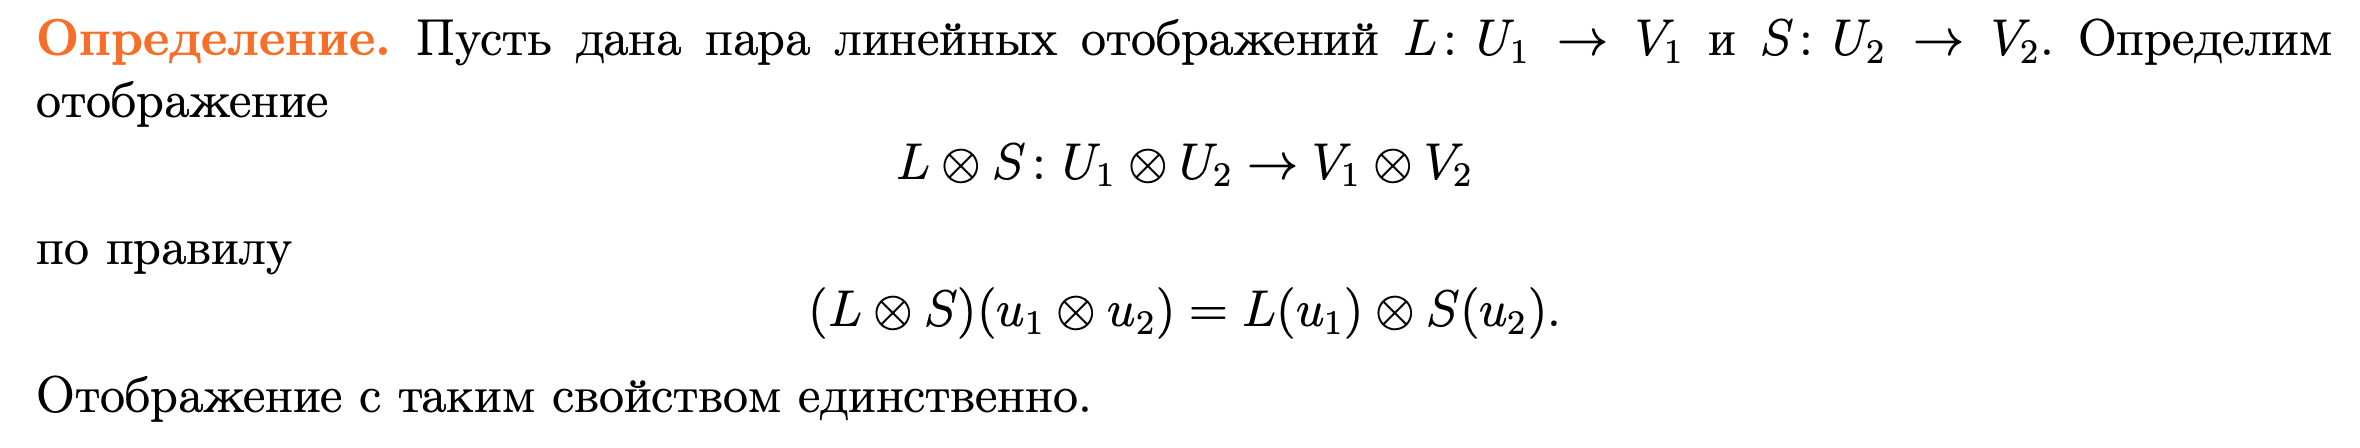 Определение. Пусть дана пара линейных отображений L: U₁ → V₁ и S: U₂ → V₂. Определим
отображение
L ⊗ S: U₁ ⊗ U₂ → V₁ ⊗ V₂
по правилу
(L ⊗ S)(u₁ ⊗ u₂) = L(u₁) ⊗ S(u₂).
Отображение с таким свойством единственно.